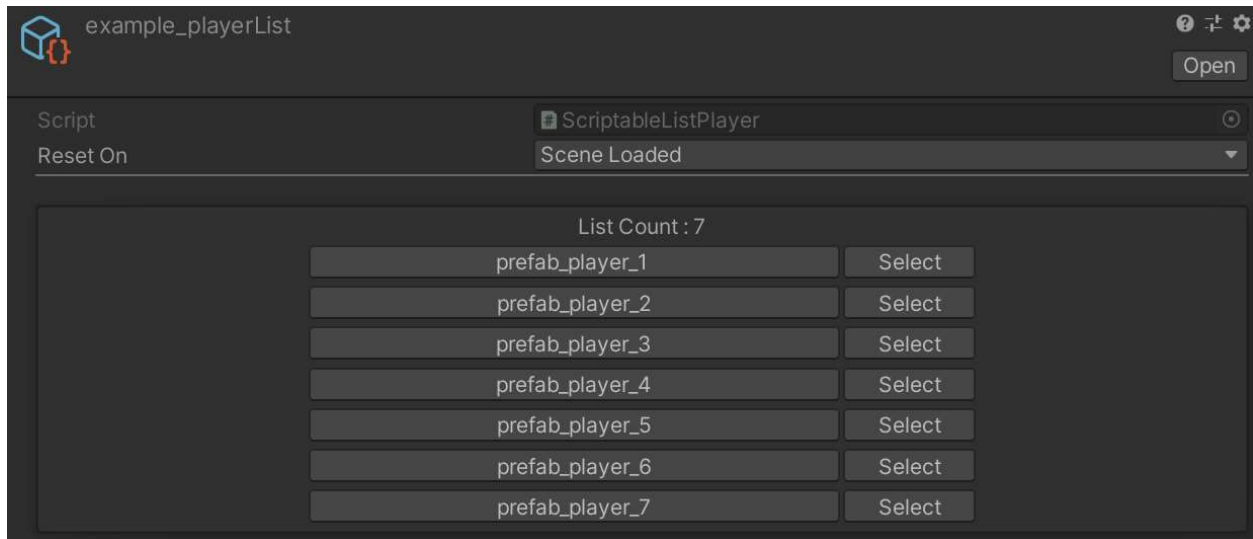 example_playerList
Open
Script ScriptableListPlayer
Reset On Scene Loaded
List Count : 7
prefab_player_1 Select
prefab_player_2 Select
prefab_player_3 Select
prefab_player_4 Select
prefab_player_5 Select
prefab_player_6 Select
prefab_player_7 Select